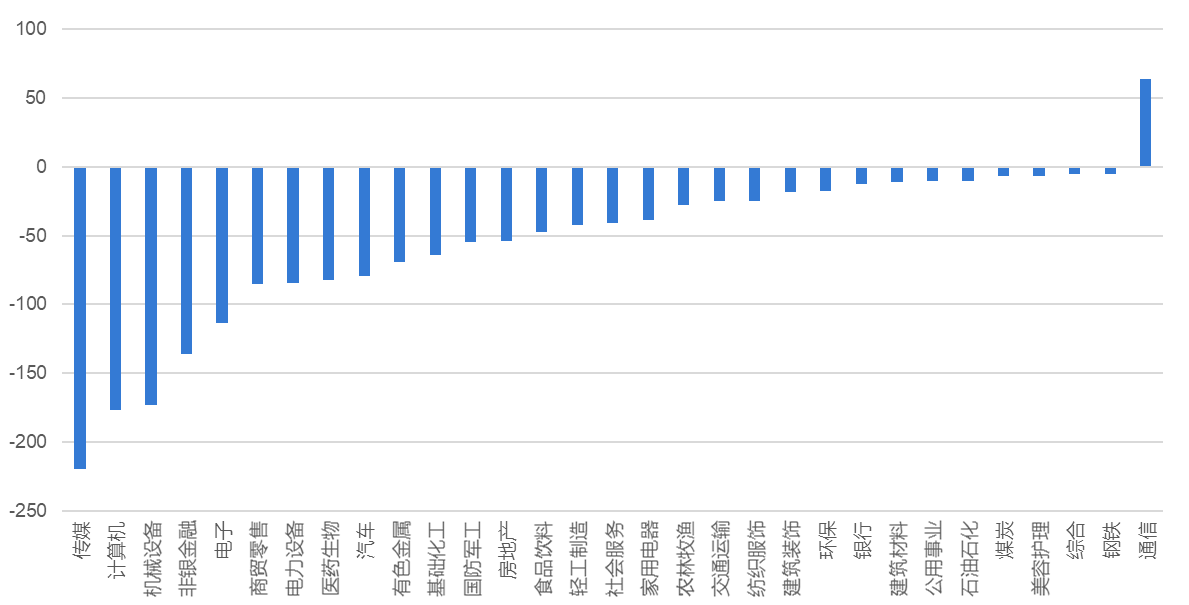 100
50
0
-50
-100
-150
-200
-250
传媒
计算机
机械设备
非银金融
电子
商贸零售
电力设备
医药生物
汽车
有色金属
基础化工
国防军工
房地产
食品饮料
轻工制造
社会服务
家用电器
农林牧渔
交通运输
纺织服饰
建筑装饰
环保
银行
建筑材料
公用事业
石油石化
煤炭
美容护理
综合
钢铁
通信